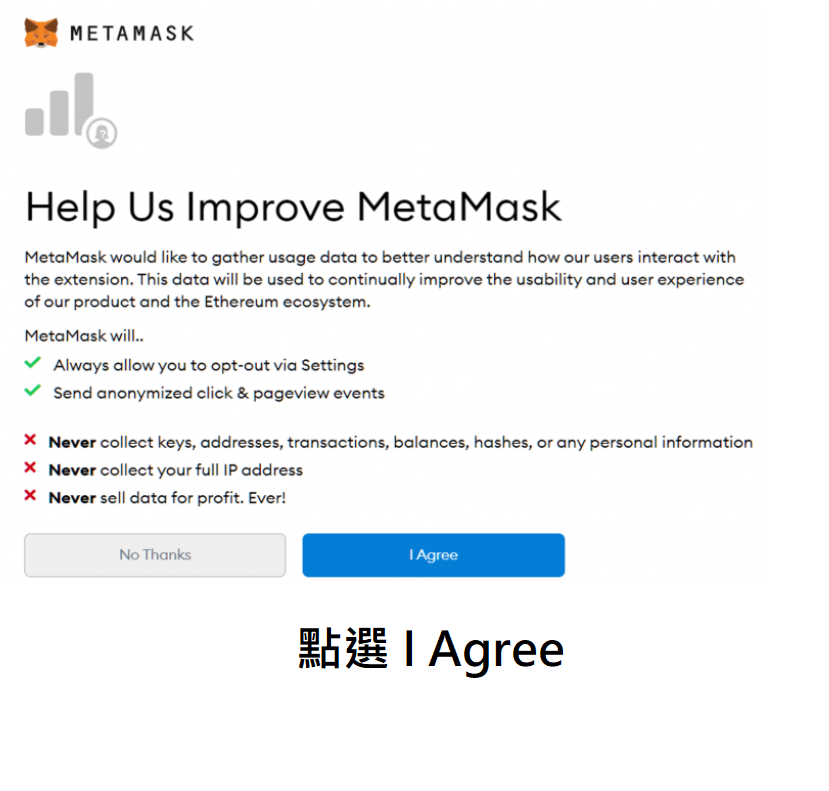 METAMASK
Help Us Improve MetaMask
MetaMask would like to gather usage data to better understand how our users interact with
the extension. This data will be used to continually improve the usability and user experience
of our product and the Ethereum ecosystem.
MetaMask will..
Always allow you to opt-out via Settings
Send anonymized click & pageview events
Never collect keys, addresses, transactions, balances, hashes, or any personal information
Never collect your full IP address
Never sell data for profit. Ever!
No Thanks
I Agree
點選 I Agree